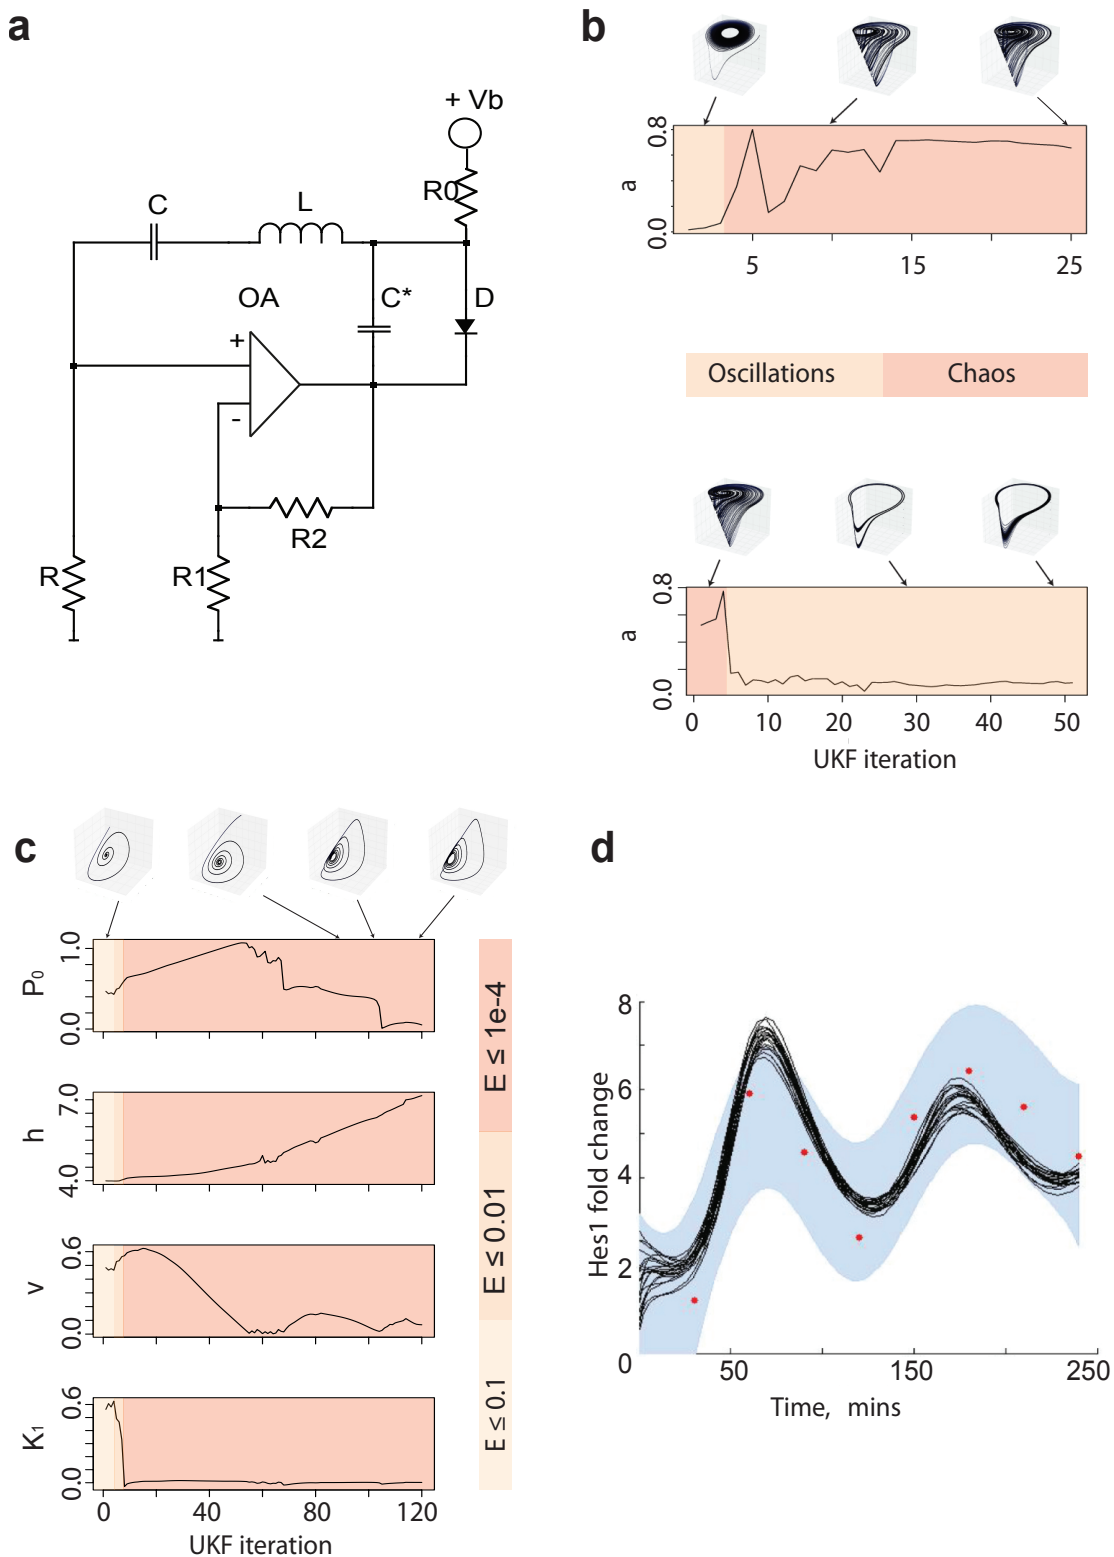 a
+ Vb
R0
C
L
OA
C*
D
+
-
R2
R
R1
b
0.8
a
0.0
5
15
25
Oscillations
Chaos
0.8
a
0.0
0
10
20
30
40
50
UKF iteration
c
1.0
P0
0.0
7.0
h
4.0
0.6
v
0.0
0.6
K1
0.0
0
40
80
120
UKF iteration
E ≤ 1e-4
E ≤ 0.01
E ≤ 0.1
d
8
6
4
2
0
Hes1 fold change
50
150
250
Time, mins